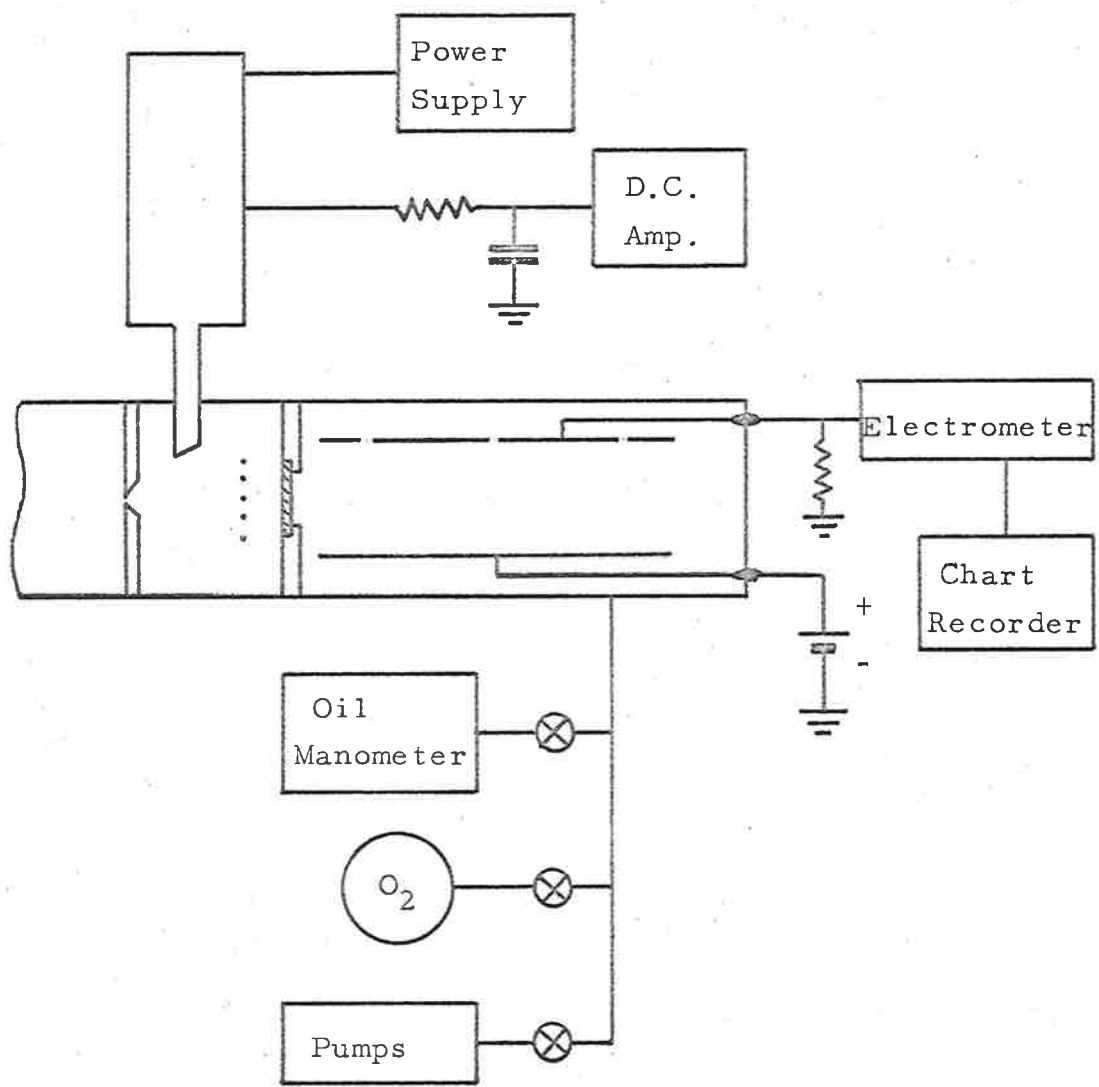 Power
Supply
D.C.
Amp.
Electrometer
Chart
Recorder
+
-
Oil
Manometer
O2
Pumps